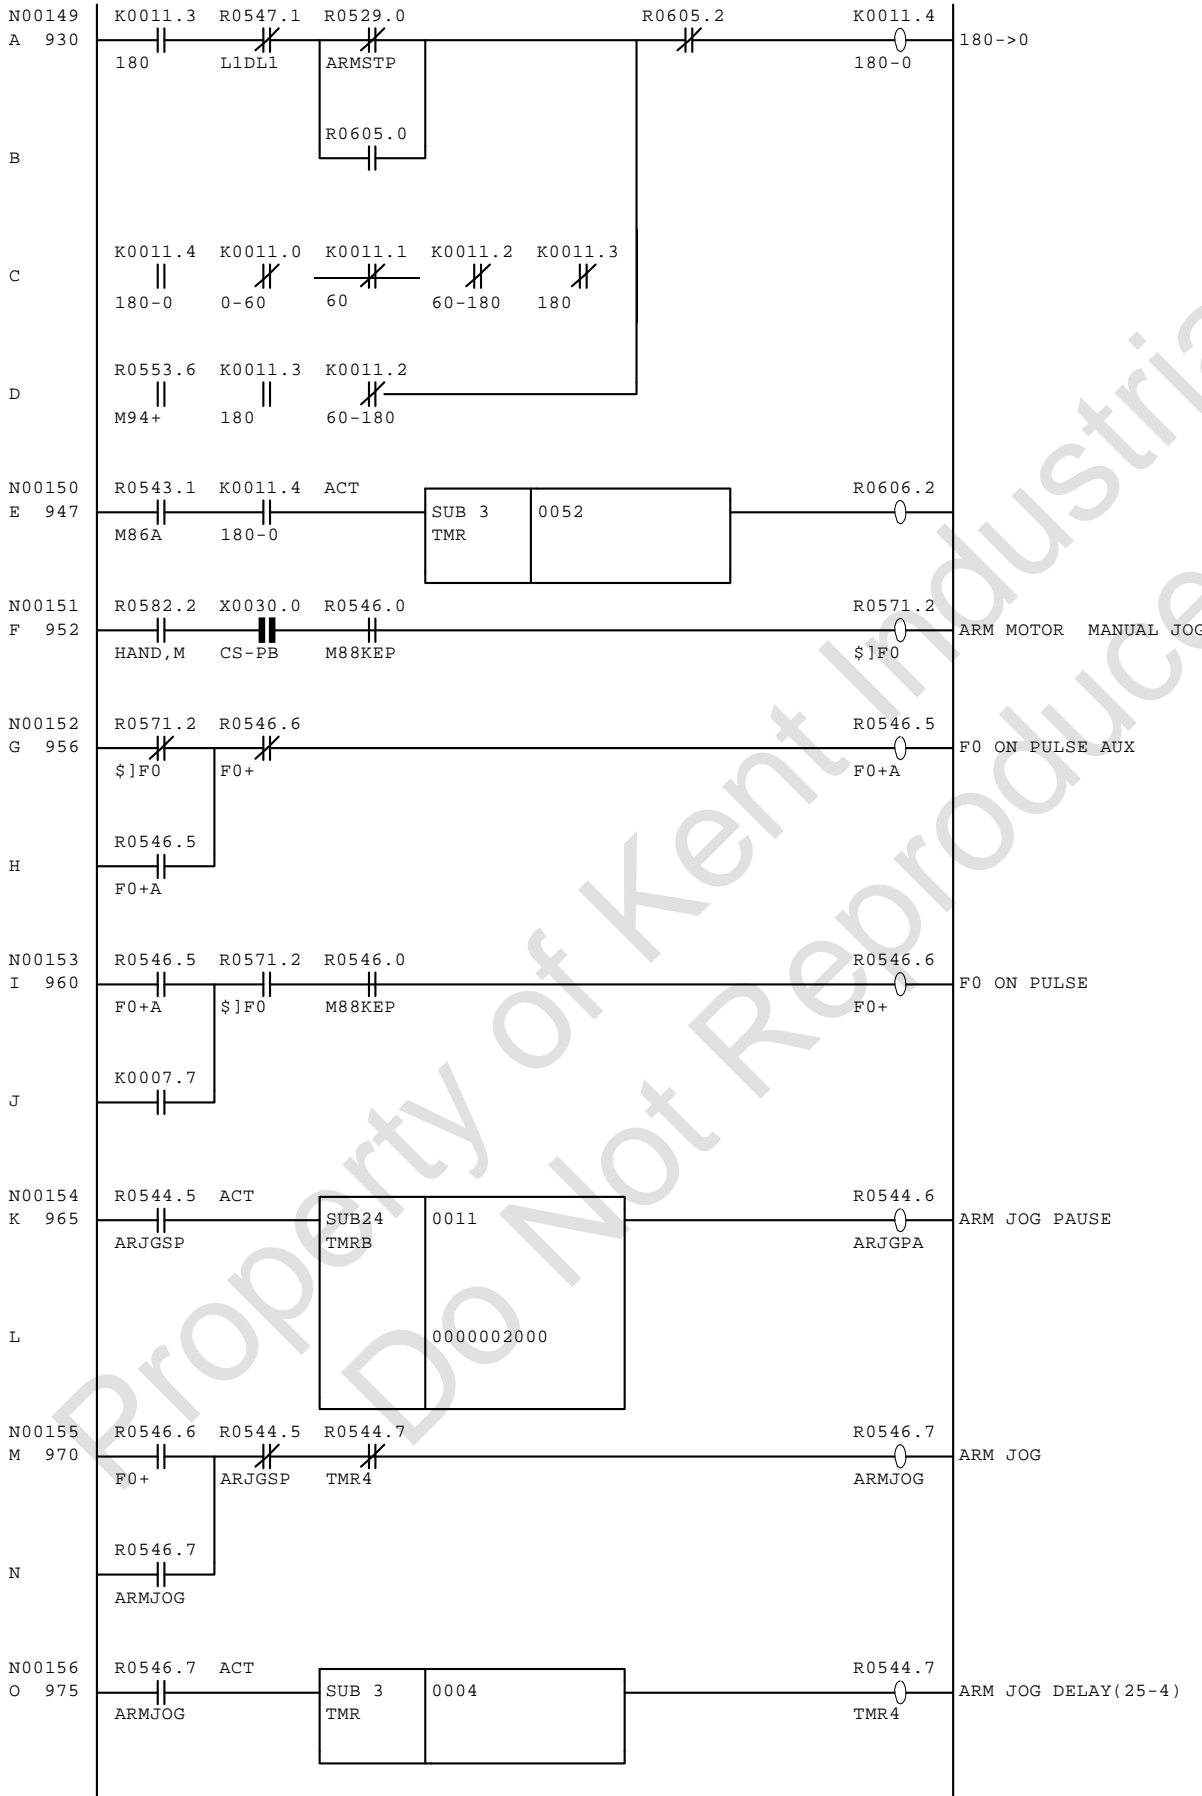 N00149 K0011.3 R0547.1 R0529.0 R0605.2 K0011.4
A 930 180->0
180 L1DL1 ARMSTP 180-0
R0605.0
B
K0011.4 K0011.0 K0011.1 K0011.2 K0011.3
C
180-0 0-60 60 60-180 180
R0553.6 K0011.3 K0011.2
D
M94+ 180 60-180
N00150 R0543.1 K0011.4 ACT R0606.2
E 947 SUB 3 0052
M86A 180-0 TMR
N00151 R0582.2 X0030.0 R0546.0 R0571.2
F 952 ARM MOTOR MANUAL JOG
HAND,M CS-PB M88KEP $]F0
N00152 R0571.2 R0546.6 R0546.5
G 956 F0 ON PULSE AUX
$]F0 F0+ F0+A
R0546.5
H
F0+A
N00153 R0546.5 R0571.2 R0546.0 R0546.6
I 960 F0 ON PULSE
F0+A $]F0 M88KEP F0+
K0007.7
J
N00154 R0544.5 ACT R0544.6
K 965 SUB24 0011 ARM JOG PAUSE
ARJGSP TMRB ARJGPA
L 0000002000
N00155 R0546.6 R0544.5 R0544.7 R0546.7
M 970 ARM JOG
F0+ ARJGSP TMR4 ARMJOG
R0546.7
N
ARMJOG
N00156 R0546.7 ACT R0544.7
O 975 SUB 3 0004 ARM JOG DELAY(25-4)
ARMJOG TMR TMR4
Property of Kent Industrial
Do Not Reproduce